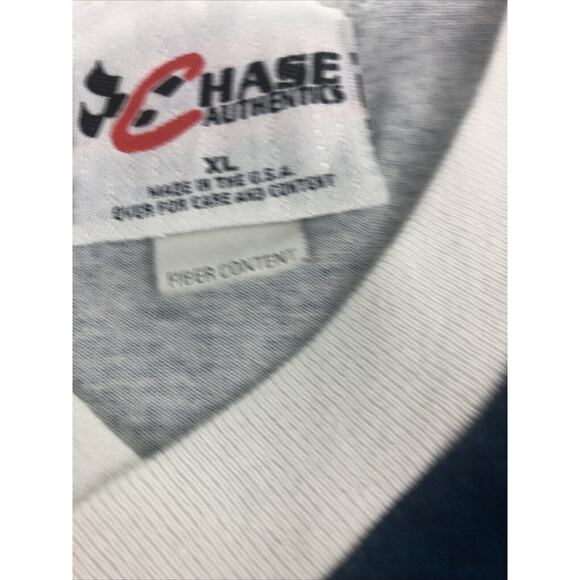 CHASE
AUTHENTICS
XL
MADE IN THE U.S.A.
OVER FOR CARE AND CONTENT
FIBER CONTENT